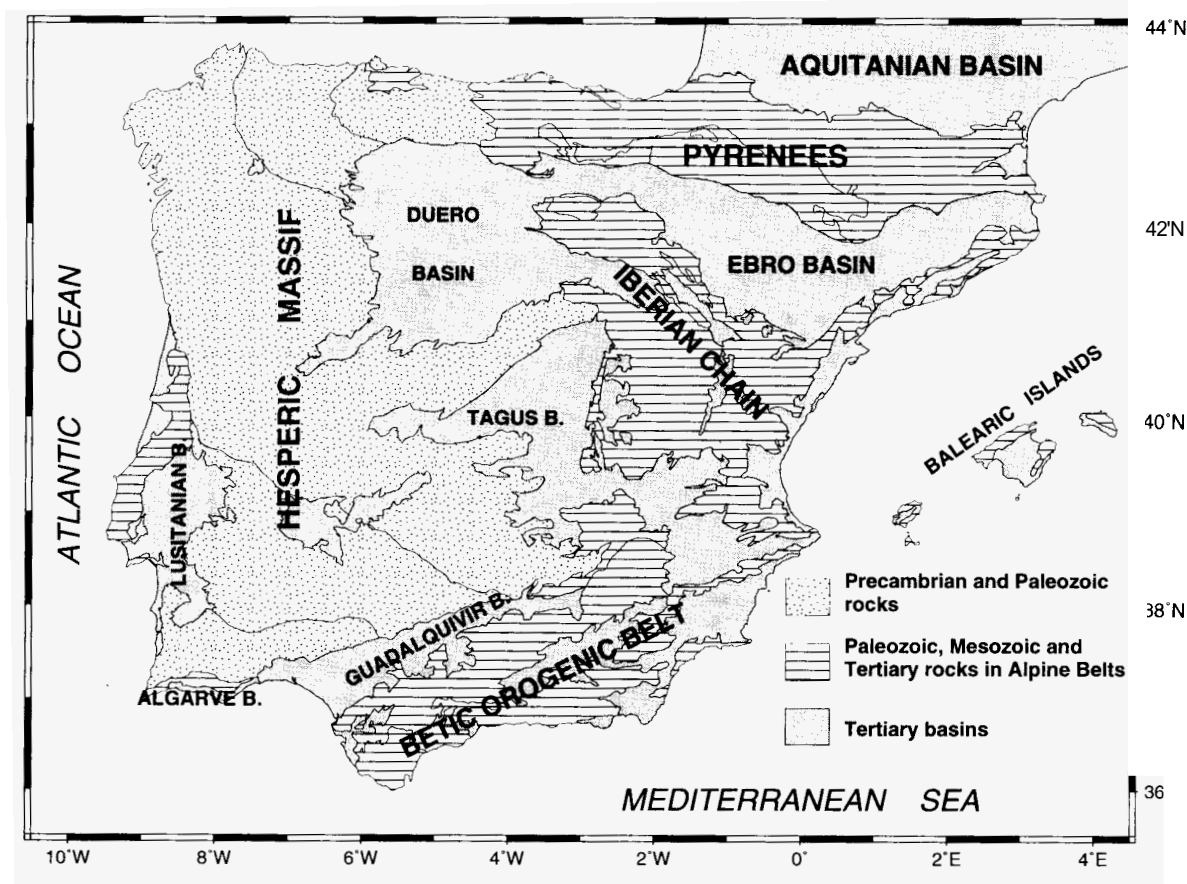 44°N
AQUITANIAN BASIN
PYRENEES
DUERO
BASIN
42°N
EBRO BASIN
HESPERIC MASSIF
IBERIAN CHAIN
ATLANTIC OCEAN
BALEARIC ISLANDS
TAGUS B.
40°N
LUSITANIAN B.
Precambrian and Paleozoic
rocks
38°N
GUADALQUIVIR B.
BETIC OROGENIC BELT
Paleozoic, Mesozoic and
Tertiary rocks in Alpine Belts
ALGARVE B.
Tertiary basins
MEDITERRANEAN SEA
36
10°W 8°W 6°W 4°W 2°W 0° 2°E 4°E